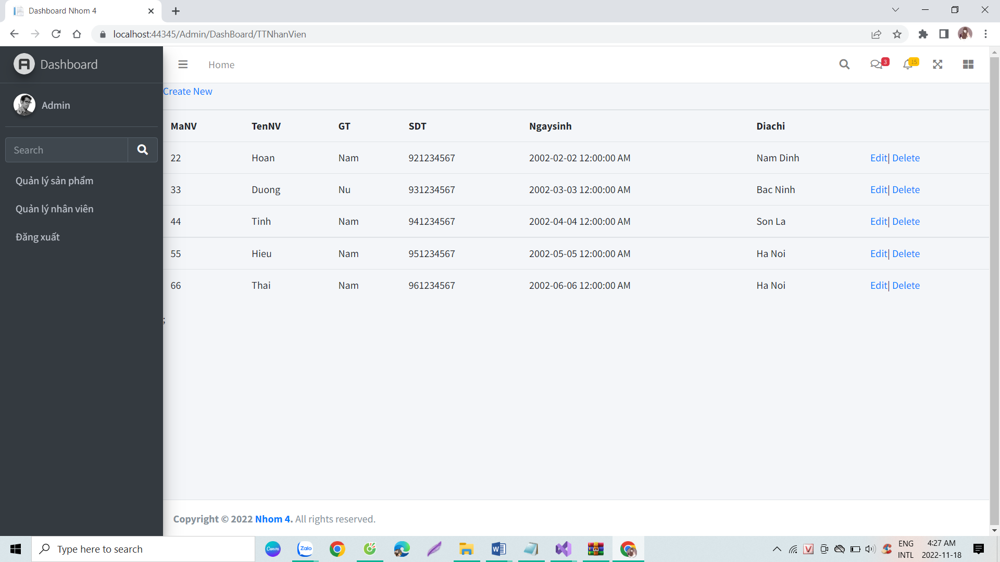 Dashboard Nhom 4
localhost:44345/Admin/DashBoard/TTNhanVien
Dashboard
Home
3
15
Admin
Search
Quản lý sản phẩm
Quản lý nhân viên
Đăng xuất
Create New
MaNV TenNV GT SDT Ngaysinh Diachi
22 Hoan Nam 921234567 2002-02-02 12:00:00 AM Nam Dinh Edit| Delete
33 Duong Nu 931234567 2002-03-03 12:00:00 AM Bac Ninh Edit| Delete
44 Tinh Nam 941234567 2002-04-04 12:00:00 AM Son La Edit| Delete
55 Hieu Nam 951234567 2002-05-05 12:00:00 AM Ha Noi Edit| Delete
66 Thai Nam 961234567 2002-06-06 12:00:00 AM Ha Noi Edit| Delete
;
Copyright © 2022 Nhom 4. All rights reserved.
Type here to search
Canva
Zalo
ENG
INTL
4:27 AM
2022-11-18